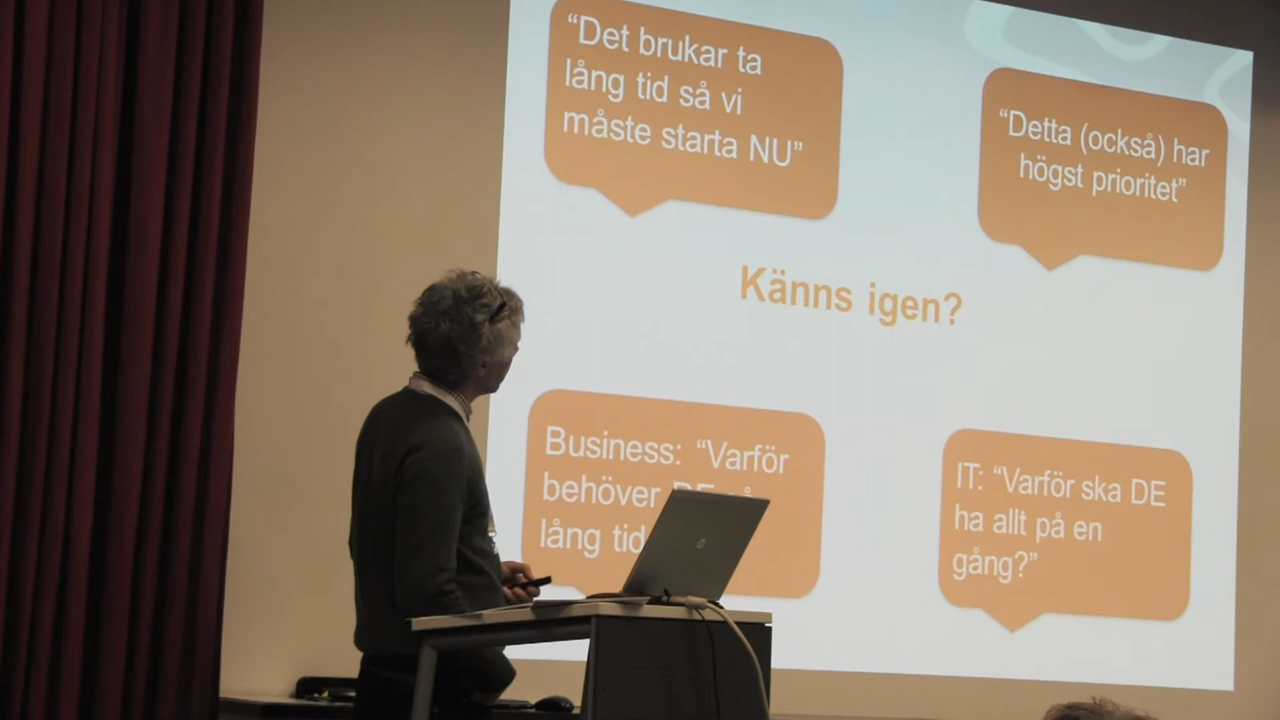 “Det brukar ta
lång tid så vi
måste starta NU”
“Detta (också) har
högst prioritet”
Känns igen?
Business: “Varför
behöver
lång tid
IT: “Varför ska DE
ha allt på en
gång?”